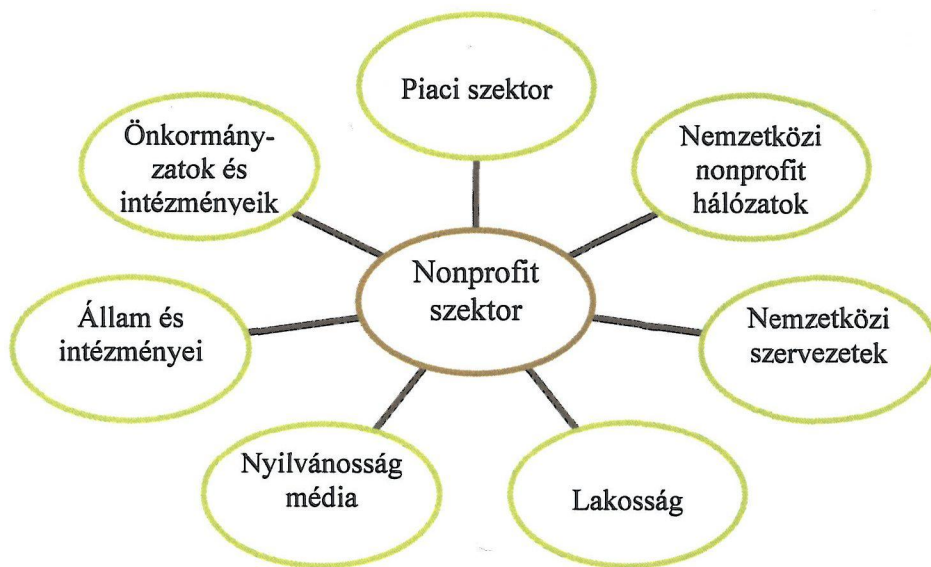 Piaci szektor
Önkormány-
zatok és
intézményeik
Nemzetközi
nonprofit
hálózatok
Nonprofit
szektor
Állam és
intézményei
Nemzetközi
szervezetek
Nyilvánosság
média
Lakosság